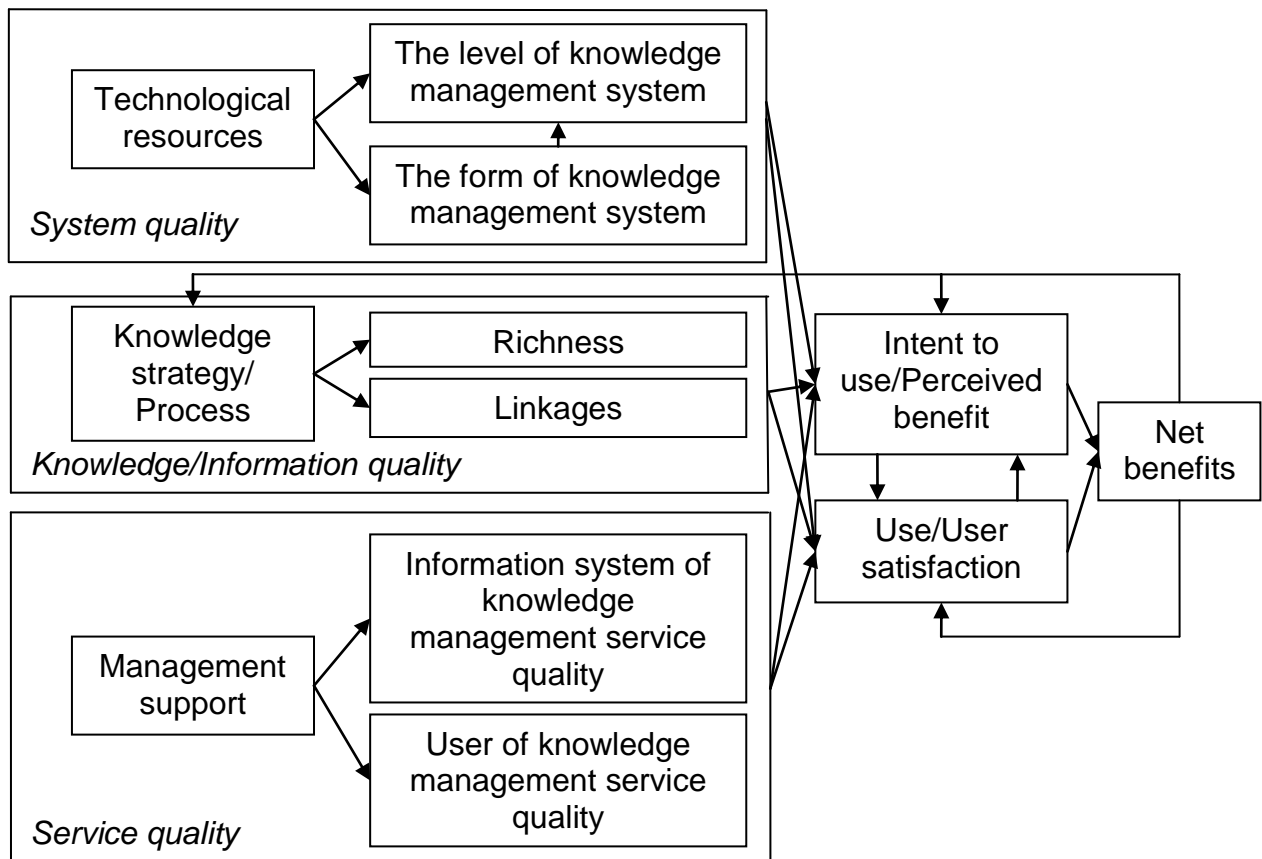 The level of knowledge
management system
Technological
resources
The form of knowledge
management system
System quality
Knowledge
strategy/
Process
Richness
Linkages
Knowledge/Information quality
Intent to
use/Perceived
benefit
Net
benefits
Use/User
satisfaction
Information system of
knowledge
management service
quality
Management
support
User of knowledge
management service
quality
Service quality